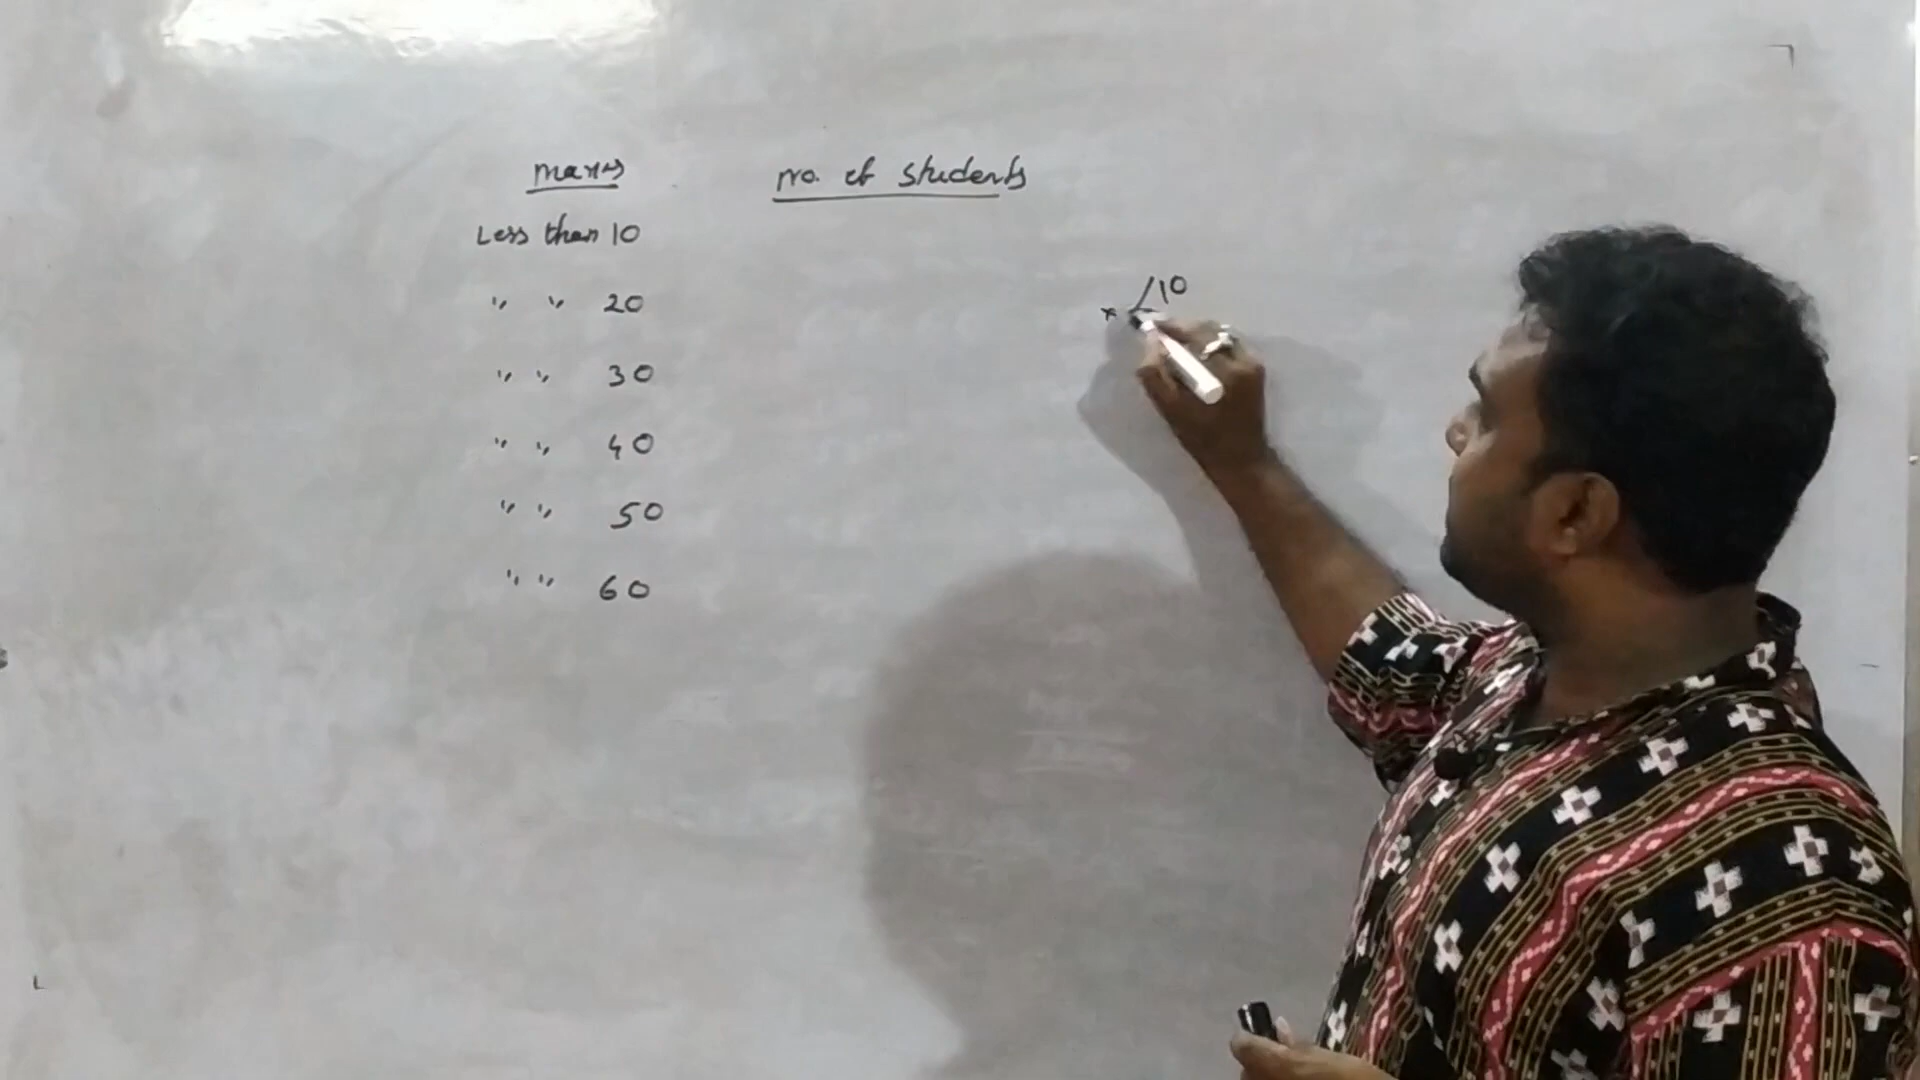 Marks no. of students
Less than 10
" " 20
" " 30
" " 40
" " 50
" " 60
10